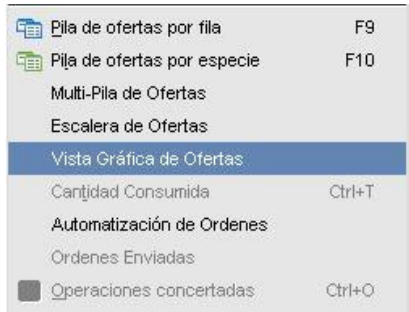 Pila de ofertas por fila F9
Pila de ofertas por especie F10
Multi-Pila de Ofertas
Escalera de Ofertas
Vista Gráfica de Ofertas
Cantidad Consumida Ctrl+T
Automatización de Ordenes
Ordenes Enviadas
Operaciones concertadas Ctrl+O